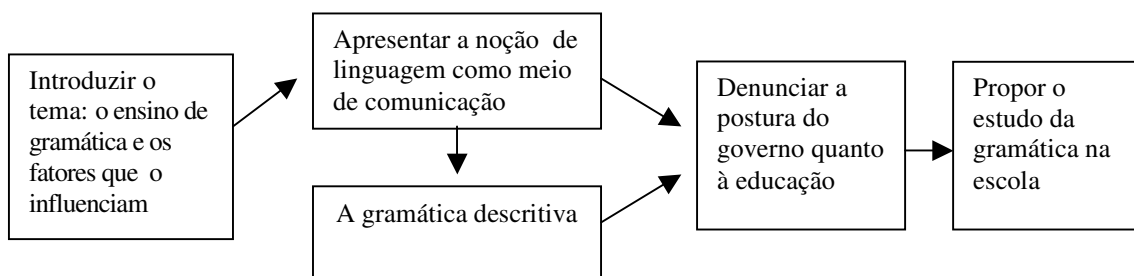 Introduzir o
tema: o ensino de
gramática e os
fatores que o
influenciam
Apresentar a noção de
linguagem como meio
de comunicação
A gramática descritiva
Denunciar a
postura do
governo quanto
à educação
Propor o
estudo da
gramática na
escola